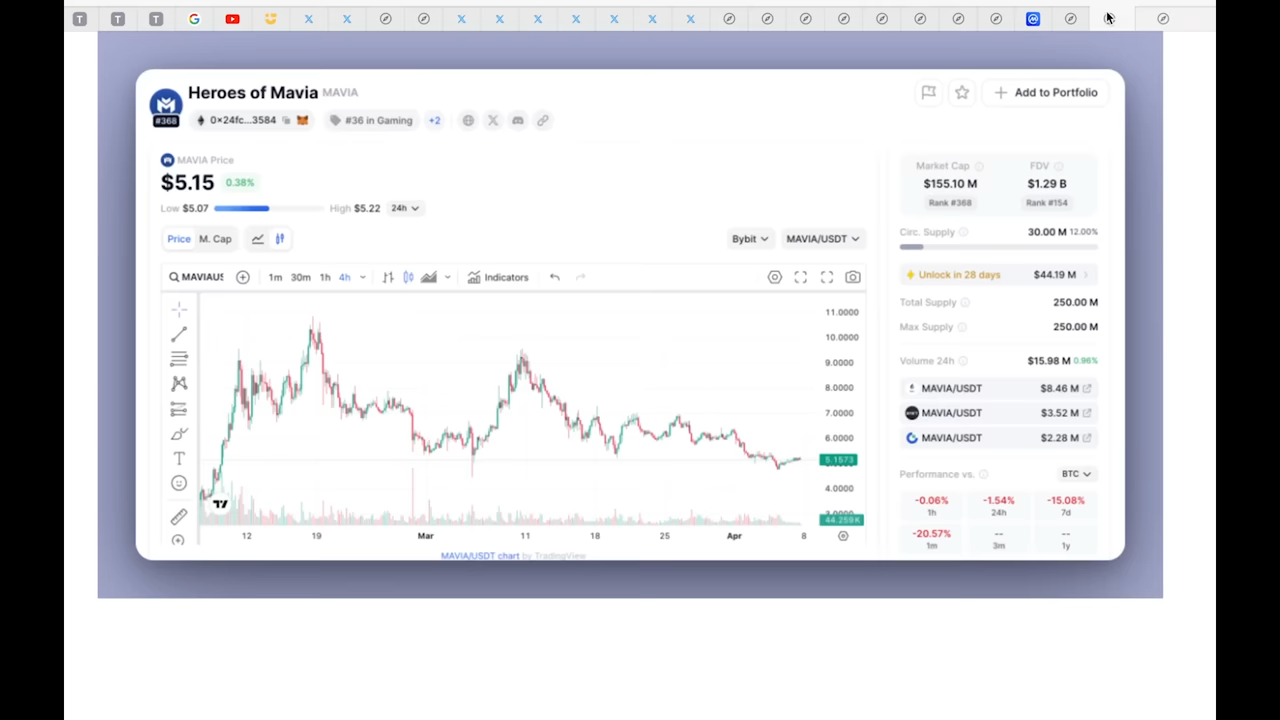 T T T G
Heroes of Mavia MAVIA
Add to Portfolio
#368
0×24fc...3584
#36 in Gaming
+2
MAVIA Price
$5.15 0.38%
Low $5.07 High $5.22 24h
Price M. Cap
Bybit MAVIA/USDT
MAVIAUS 1m 30m 1h 4h Indicators
11.0000
10.0000
9.0000
8.0000
7.0000
6.0000
5.1573
4.0000
44.259K
12 19 Mar 11 18 25 Apr 8
MAVIA/USDT chart by TradingView
Market Cap FDV
$155.10 M $1.29 B
Rank #368 Rank #154
Circ. Supply 30.00 M 12.00%
Unlock in 28 days $44.19 M
Total Supply 250.00 M
Max Supply 250.00 M
Volume 24h $15.98 M 0.96%
MAVIA/USDT $8.46 M
MAVIA/USDT $3.52 M
MAVIA/USDT $2.28 M
Performance vs. BTC
-0.06% -1.54% -15.08%
1h 24h 7d
-20.57% -- --
1m 3m 1y